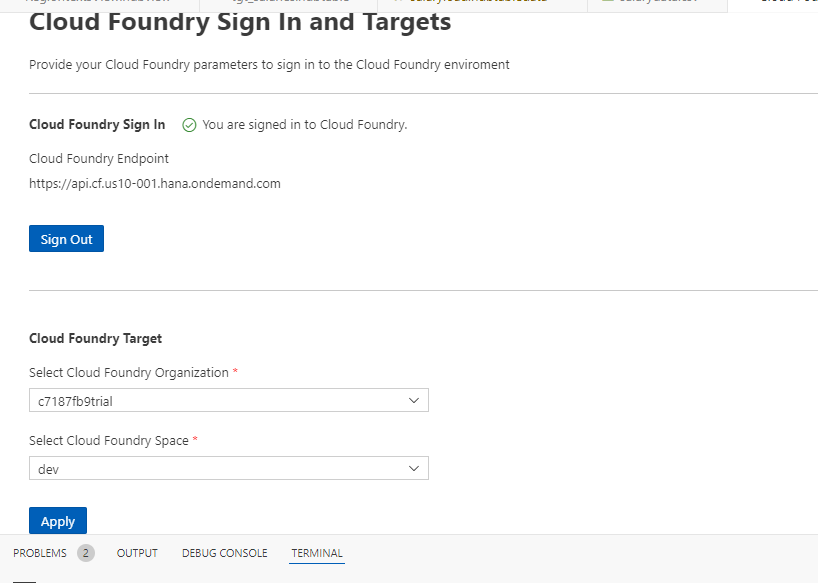 Cloud Foundry Sign In and Targets
Provide your Cloud Foundry parameters to sign in to the Cloud Foundry enviroment
Cloud Foundry Sign In You are signed in to Cloud Foundry.
Cloud Foundry Endpoint
https://api.cf.us10-001.hana.ondemand.com
Sign Out
Cloud Foundry Target
Select Cloud Foundry Organization *
c7187fb9trial
Select Cloud Foundry Space *
dev
Apply
PROBLEMS 2 OUTPUT DEBUG CONSOLE TERMINAL